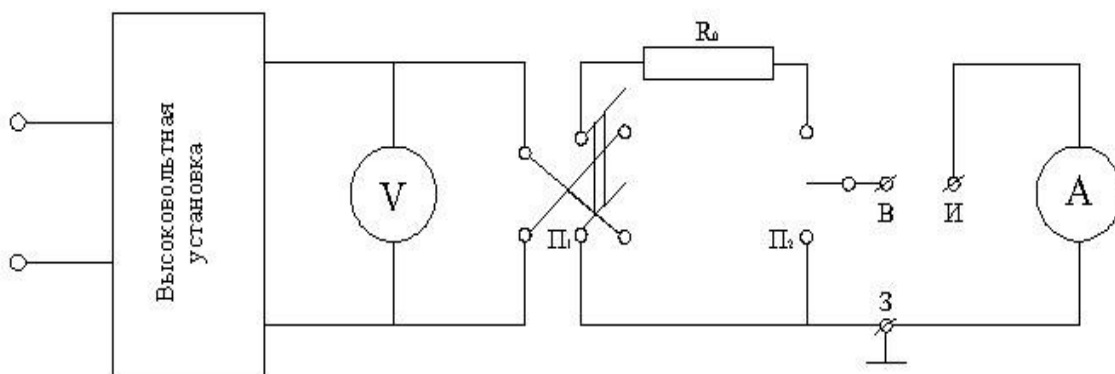 Высоковольтная
установка
V
R₀
П₁
П₂
В
И
А
З